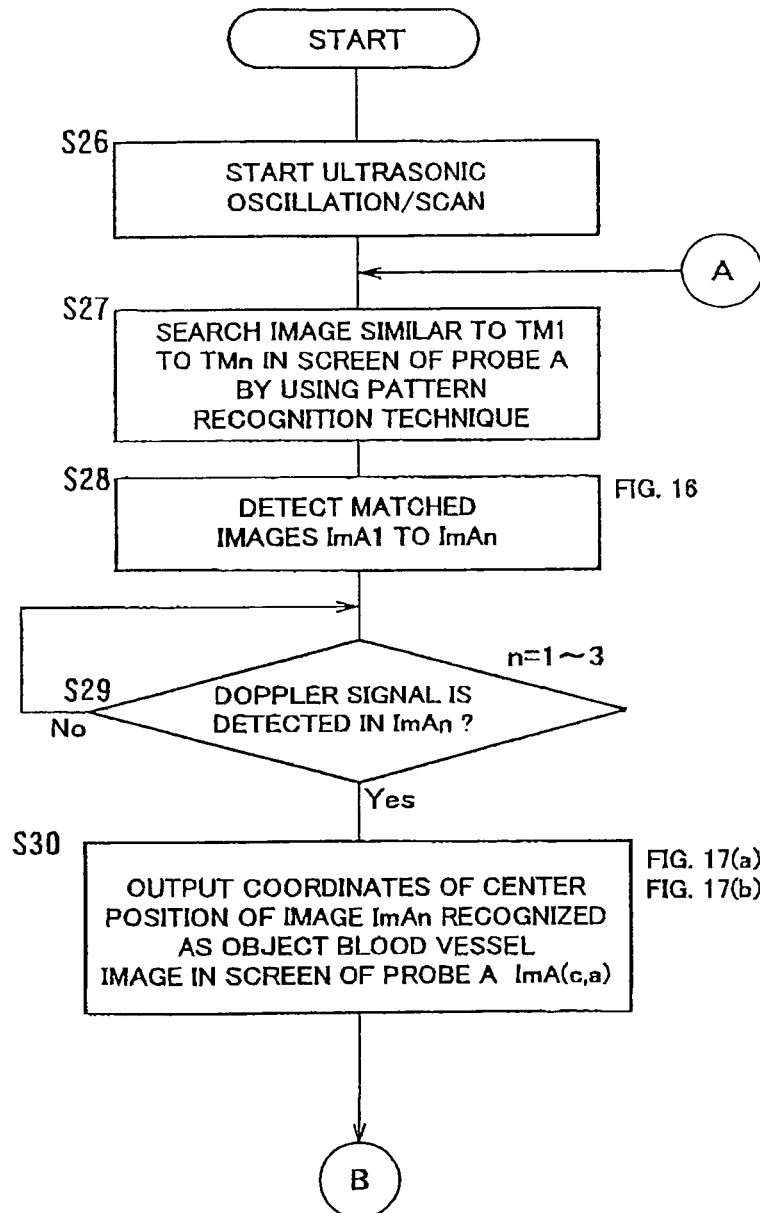 START
S26
START ULTRASONIC
OSCILLATION/SCAN
A
S27
SEARCH IMAGE SIMILAR TO TM1
TO TMn IN SCREEN OF PROBE A
BY USING PATTERN
RECOGNITION TECHNIQUE
S28
DETECT MATCHED
IMAGES ImA1 TO ImAn
FIG. 16
n=1～3
S29
DOPPLER SIGNAL IS
DETECTED IN ImAn ?
No
Yes
S30
OUTPUT COORDINATES OF CENTER
POSITION OF IMAGE ImAn RECOGNIZED
AS OBJECT BLOOD VESSEL
IMAGE IN SCREEN OF PROBE A ImA(c,a)
FIG. 17(a)
FIG. 17(b)
B